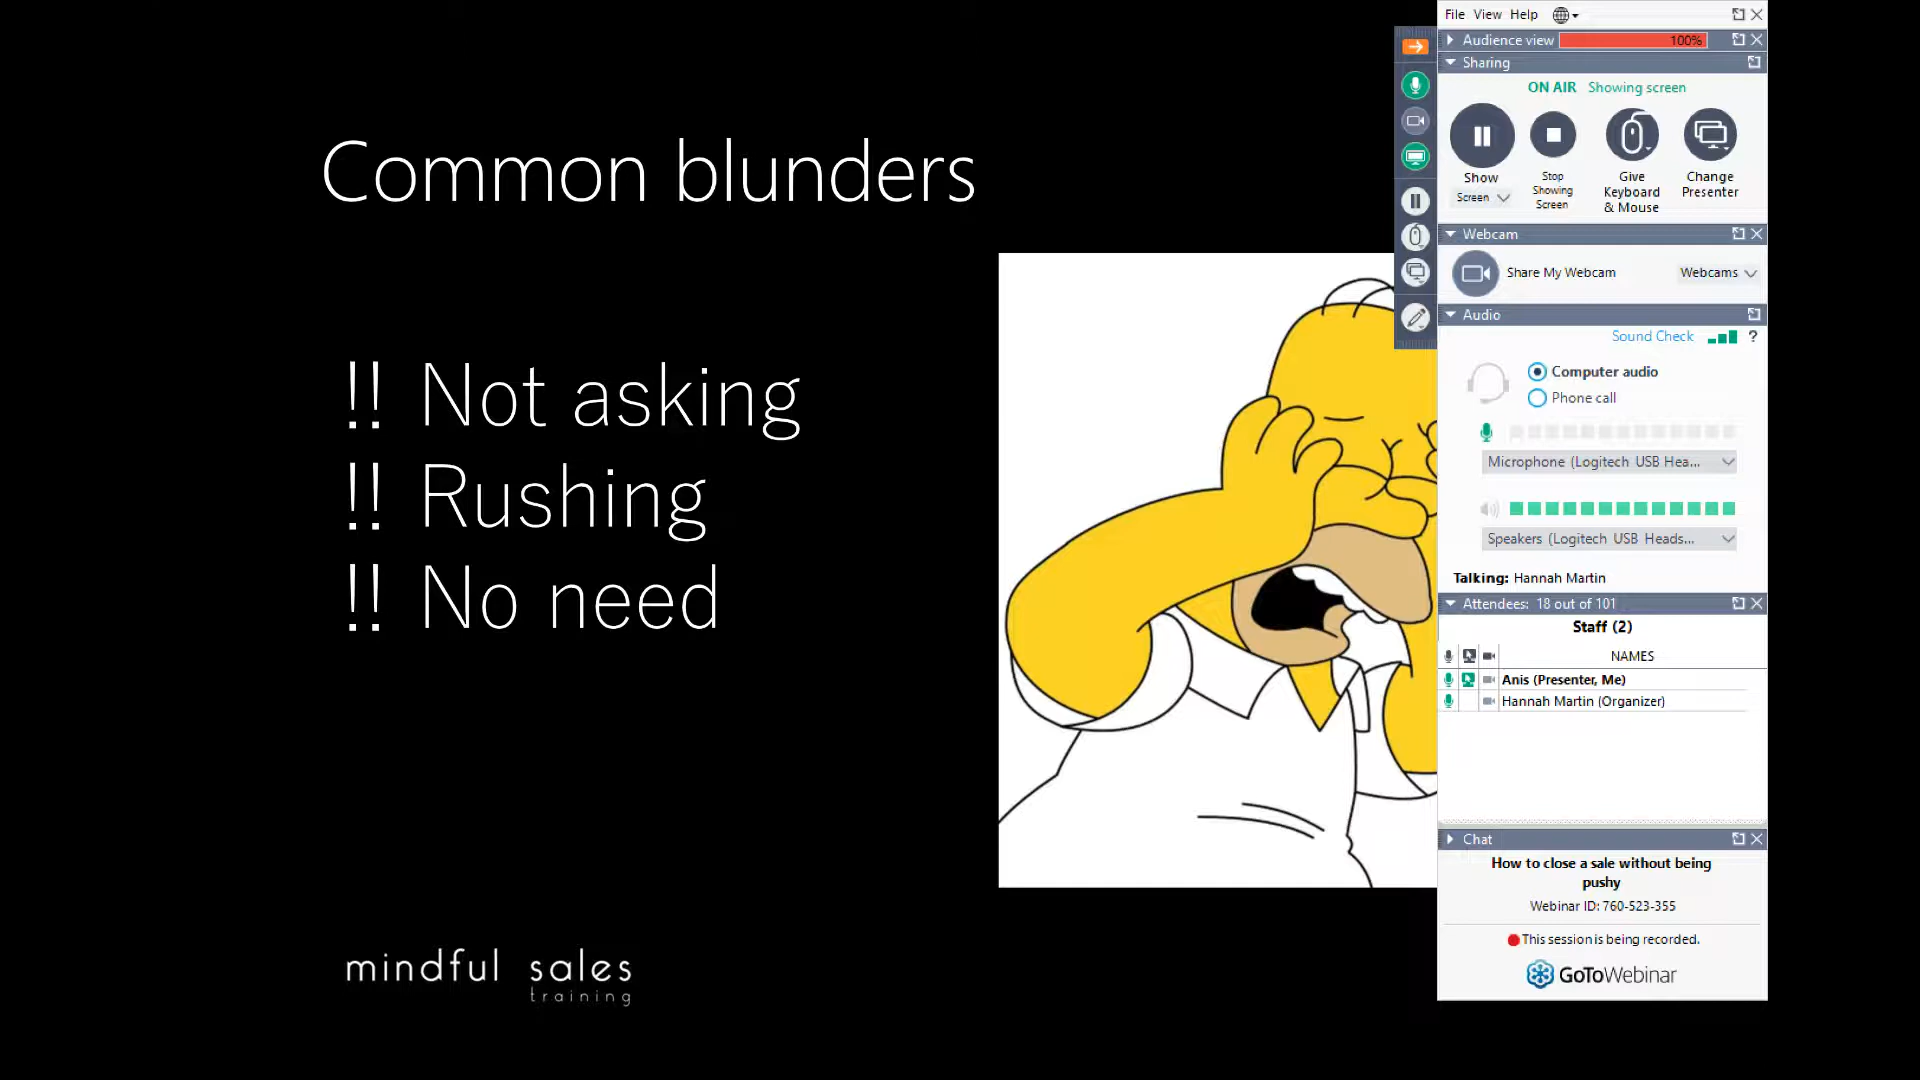 Common blunders
!! Not asking
!! Rushing
!! No need
mindful sales
training
File View Help
Audience view 100%
Sharing
ON AIR Showing screen
Show
Screen
Stop
Showing
Screen
Give
Keyboard
& Mouse
Change
Presenter
Webcam
Share My Webcam Webcams
Audio
Sound Check ?
Computer audio
Phone call
Microphone (Logitech USB Hea...
Speakers (Logitech USB Heads...
Talking: Hannah Martin
Attendees: 18 out of 101
Staff (2)
NAMES
Anis (Presenter, Me)
Hannah Martin (Organizer)
Chat
How to close a sale without being
pushy
Webinar ID: 760-523-355
This session is being recorded.
GoToWebinar